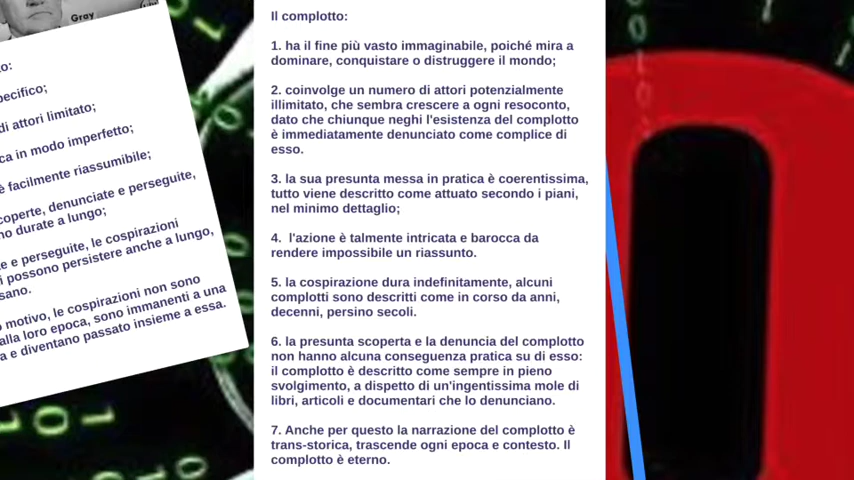 Gray
to:
pecifico;
di attori limitato;
ca in modo imperfetto;
è facilmente riassumibile;
coperte, denunciate e perseguite,
no durate a lungo;
te e perseguite, le cospirazioni
i possono persistere anche a lungo,
sano.
o motivo, le cospirazioni non sono
alla loro epoca, sono immanenti a una
a e diventano passato insieme a essa.
Il complotto:
1. ha il fine più vasto immaginabile, poiché mira a
dominare, conquistare o distruggere il mondo;
2. coinvolge un numero di attori potenzialmente
illimitato, che sembra crescere a ogni resoconto,
dato che chiunque neghi l'esistenza del complotto
è immediatamente denunciato come complice di
esso.
3. la sua presunta messa in pratica è coerentissima,
tutto viene descritto come attuato secondo i piani,
nel minimo dettaglio;
4. l'azione è talmente intricata e barocca da
rendere impossibile un riassunto.
5. la cospirazione dura indefinitamente, alcuni
complotti sono descritti come in corso da anni,
decenni, persino secoli.
6. la presunta scoperta e la denuncia del complotto
non hanno alcuna conseguenza pratica su di esso:
il complotto è descritto come sempre in pieno
svolgimento, a dispetto di un'ingentissima mole di
libri, articoli e documentari che lo denunciano.
7. Anche per questo la narrazione del complotto è
trans-storica, trascende ogni epoca e contesto. Il
complotto è eterno.